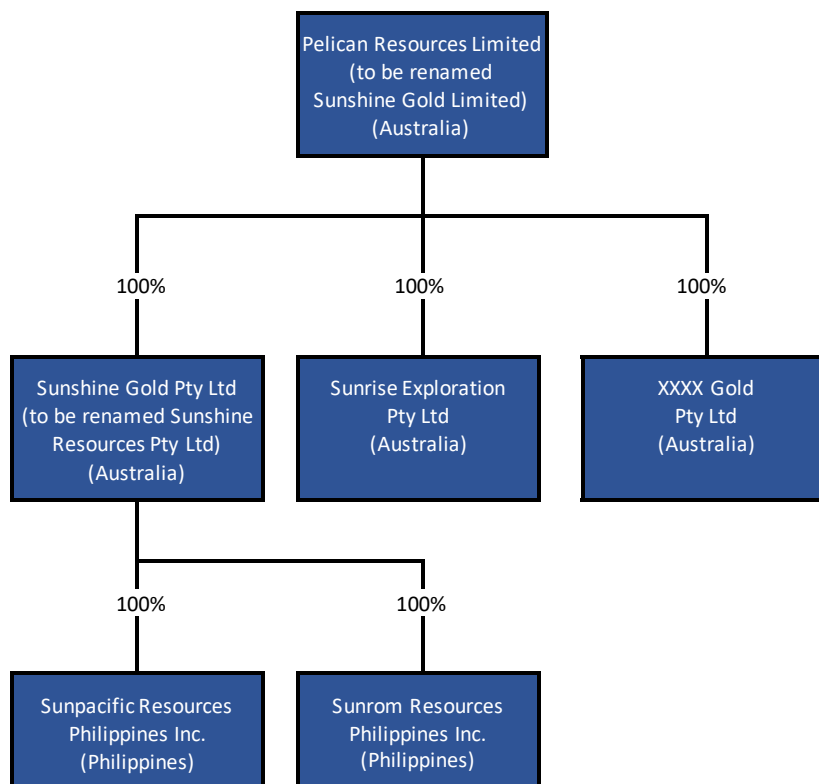 Pelican Resources Limited
(to be renamed
Sunshine Gold Limited)
(Australia)
100%
100%
100%
Sunshine Gold Pty Ltd
(to be renamed Sunshine
Resources Pty Ltd)
(Australia)
Sunrise Exploration
Pty Ltd
(Australia)
XXXX Gold
Pty Ltd
(Australia)
100%
100%
Sunpacific Resources
Philippines Inc.
(Philippines)
Sunrom Resources
Philippines Inc.
(Philippines)